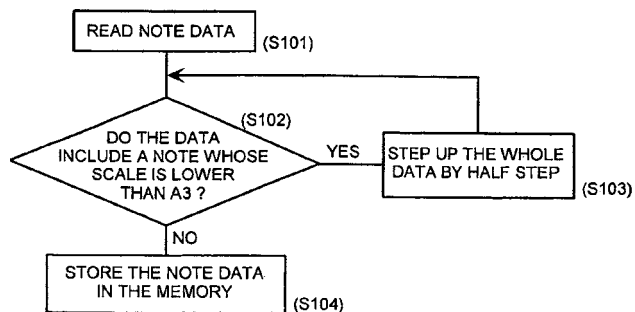 READ NOTE DATA
(S101)
(S102)
DO THE DATA
INCLUDE A NOTE WHOSE
SCALE IS LOWER
THAN A3 ?
YES
STEP UP THE WHOLE
DATA BY HALF STEP
(S103)
NO
STORE THE NOTE DATA
IN THE MEMORY
(S104)